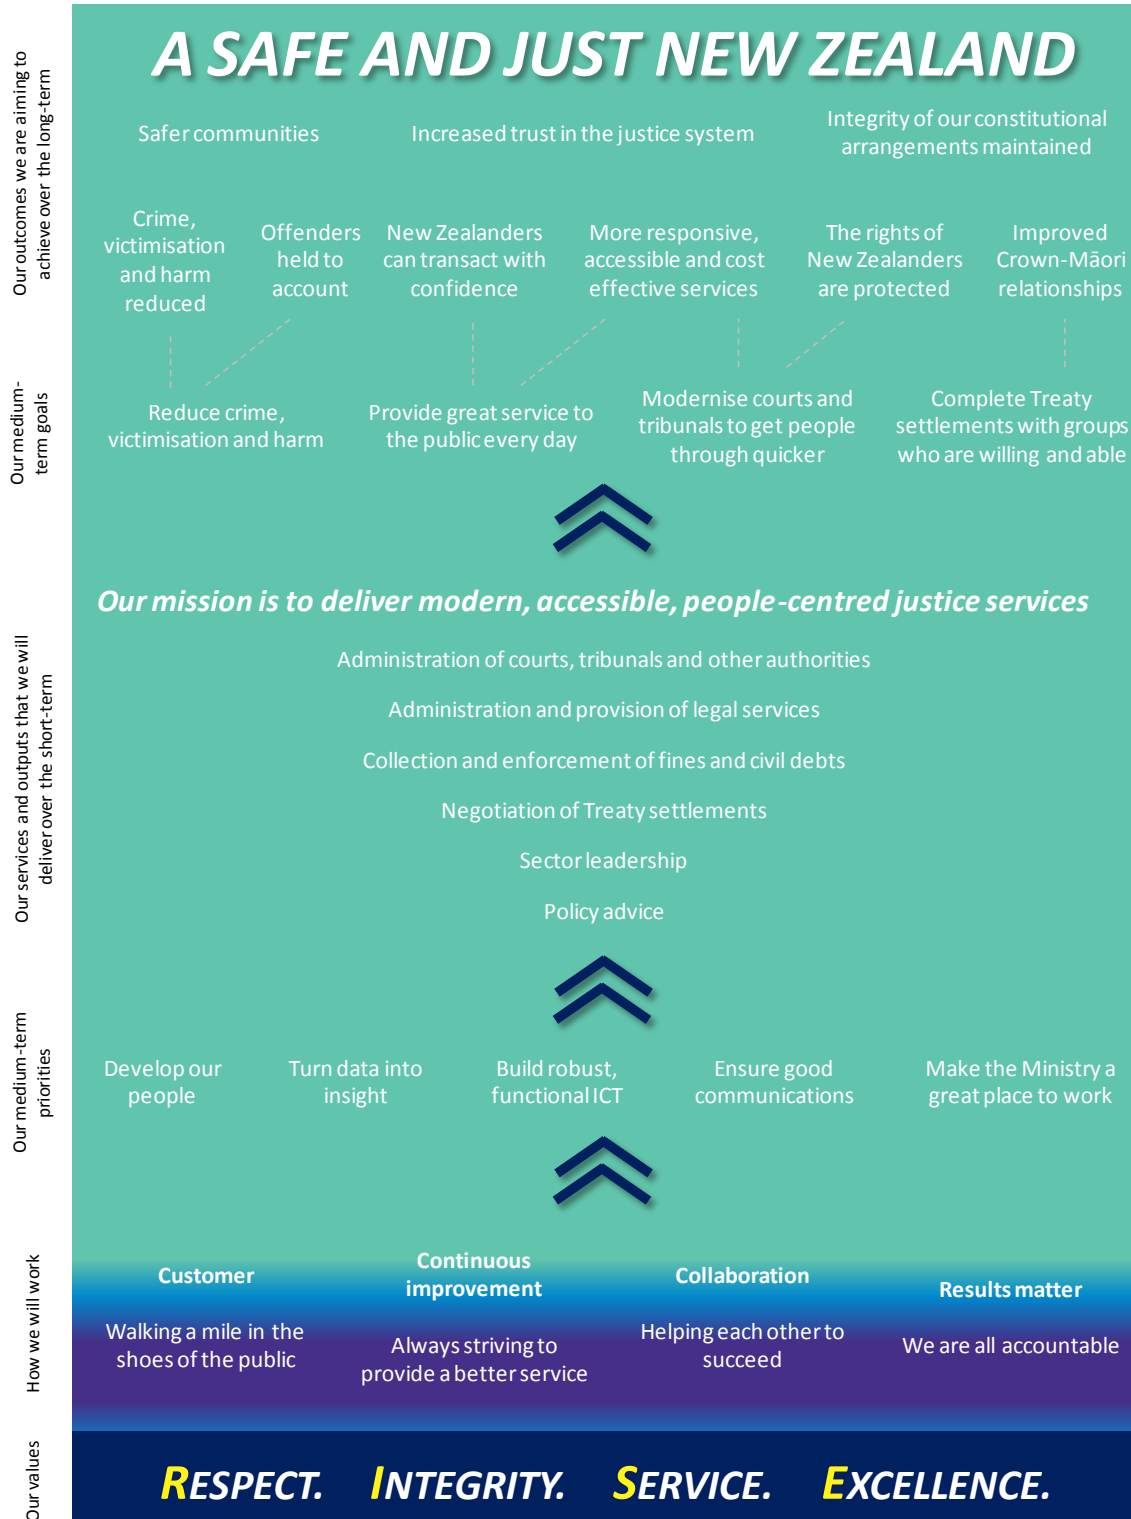 A SAFE AND JUST NEW ZEALAND
Our outcomes we are aiming to
achieve over the long-term
Safer communities
Increased trust in the justice system
Integrity of our constitutional
arrangements maintained
Crime,
victimisation
and harm
reduced
Offenders
held to
account
New Zealanders
can transact with
confidence
More responsive,
accessible and cost
effective services
The rights of
New Zealanders
are protected
Improved
Crown-Māori
relationships
Our medium-
term goals
Reduce crime,
victimisation and harm
Provide great service to
the public every day
Modernise courts and
tribunals to get people
through quicker
Complete Treaty
settlements with groups
who are willing and able
Our mission is to deliver modern, accessible, people-centred justice services
Our services and outputs that we will
deliver over the short-term
Administration of courts, tribunals and other authorities
Administration and provision of legal services
Collection and enforcement of fines and civil debts
Negotiation of Treaty settlements
Sector leadership
Policy advice
Our medium-term
priorities
Develop our
people
Turn data into
insight
Build robust,
functional ICT
Ensure good
communications
Make the Ministry a
great place to work
How we will work
Customer
Walking a mile in the
shoes of the public
Continuous
improvement
Always striving to
provide a better service
Collaboration
Helping each other to
succeed
Results matter
We are all accountable
Our values
RESPECT. INTEGRITY. SERVICE. EXCELLENCE.